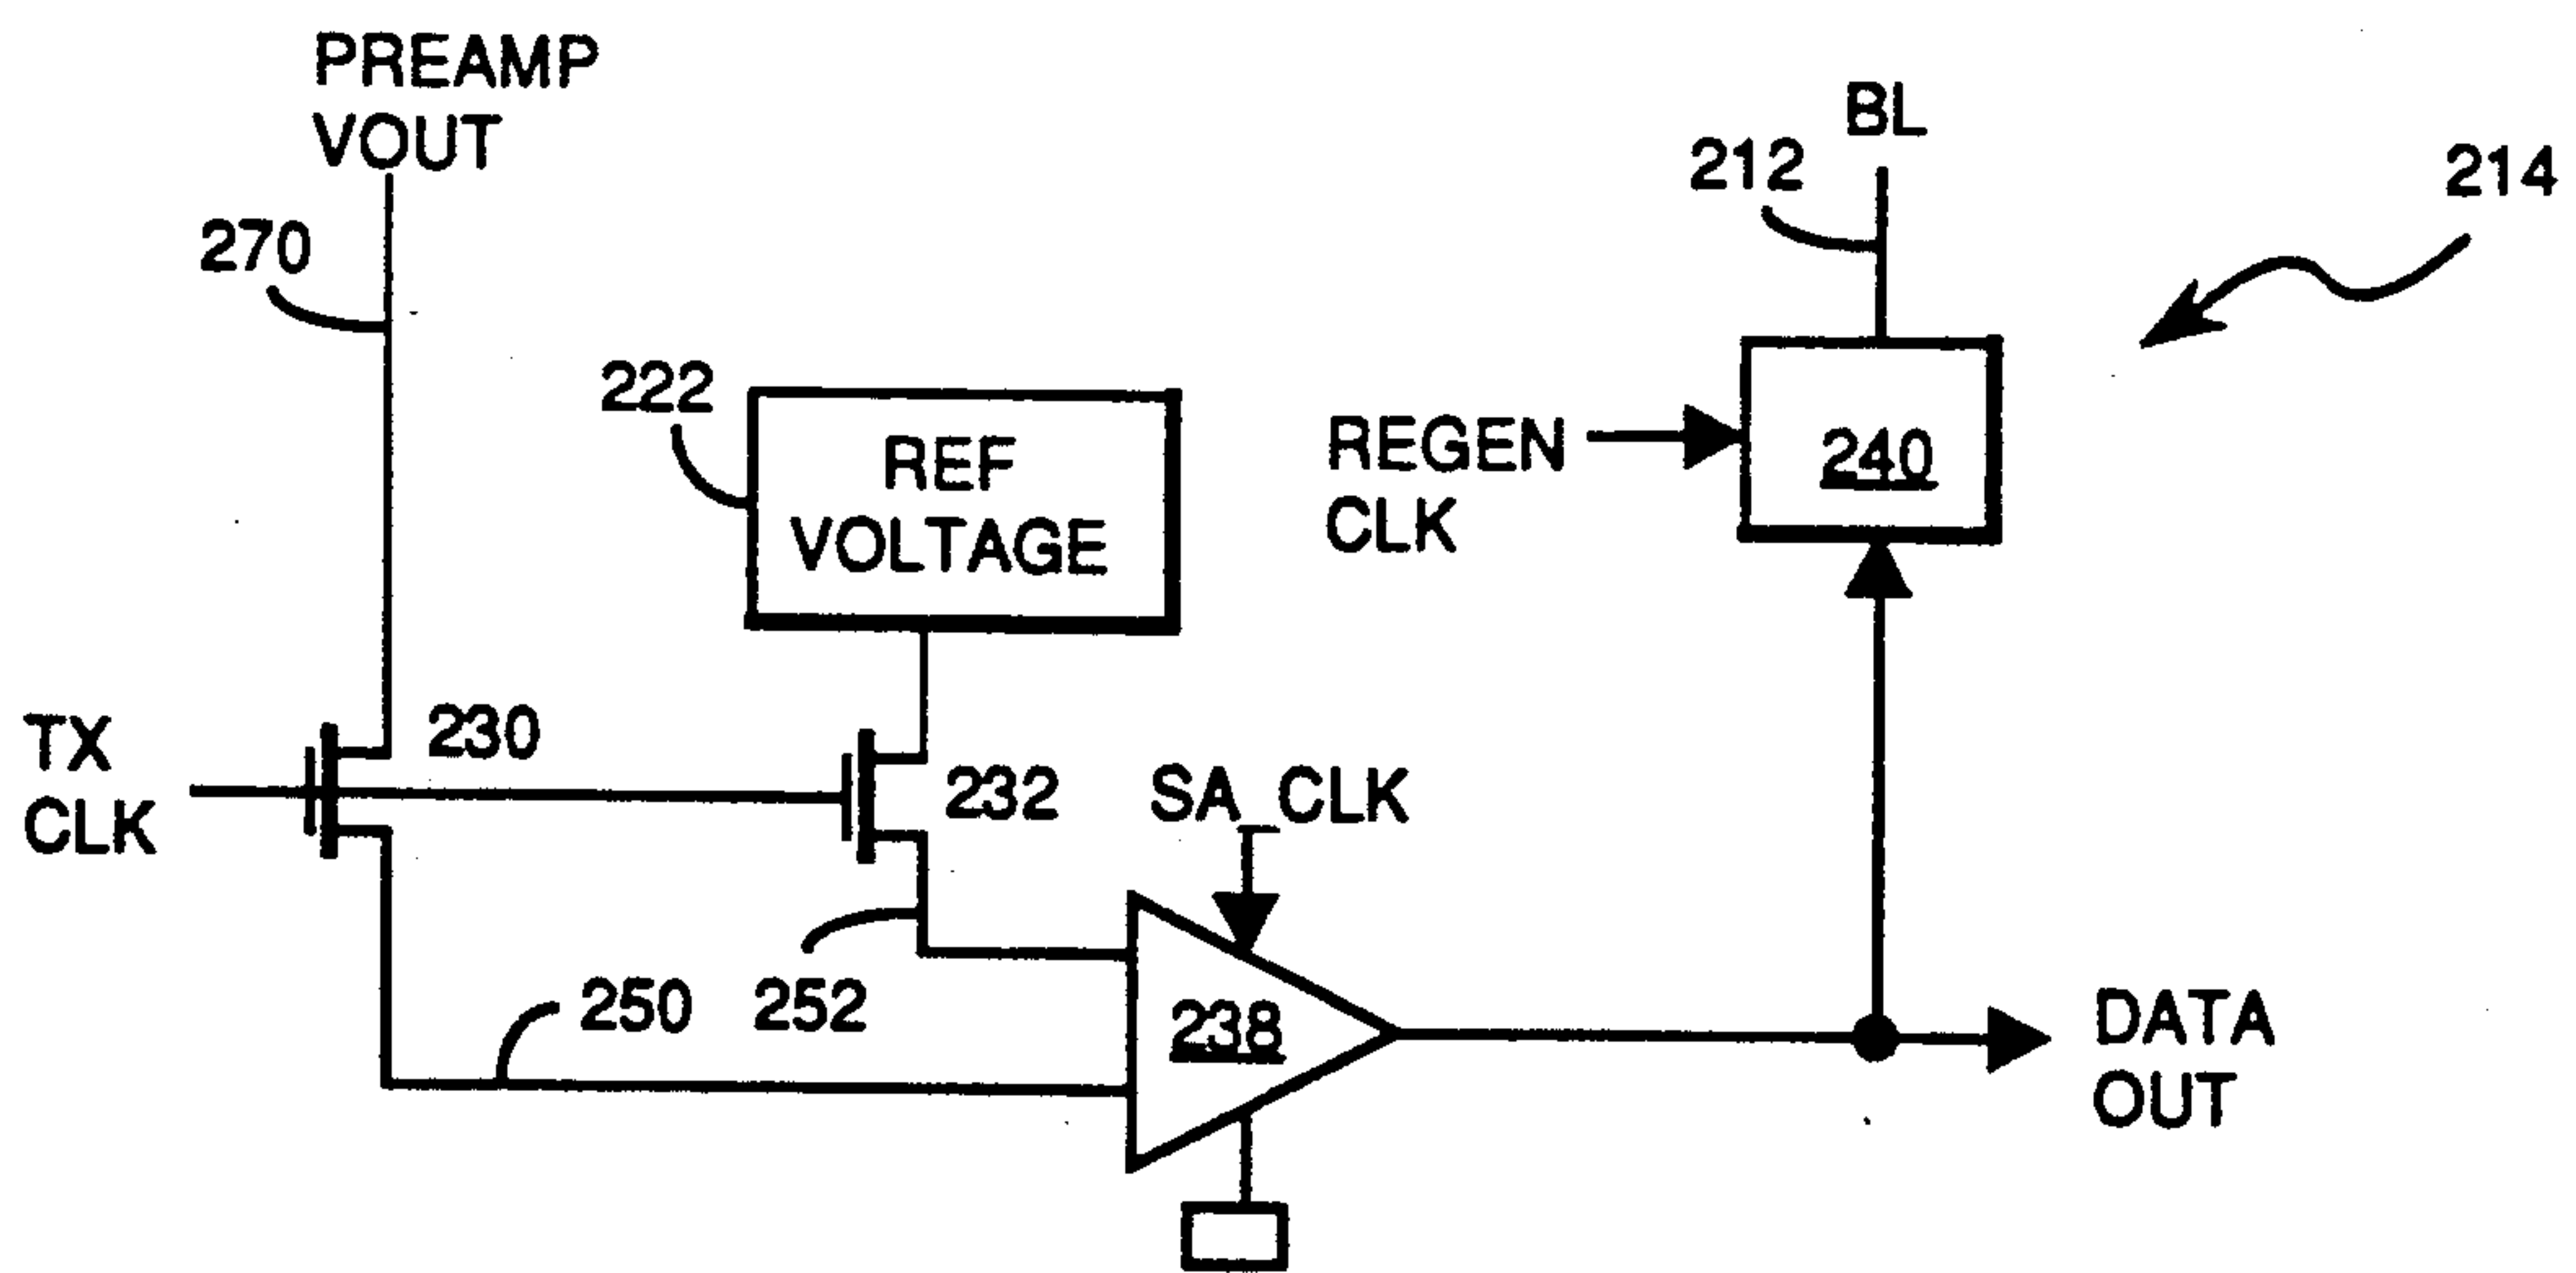 PREAMP
VOUT
270
BL
212
214
222
REF
VOLTAGE
REGEN
CLK
240
TX
CLK
230
232
SA_CLK
250
252
238
DATA
OUT